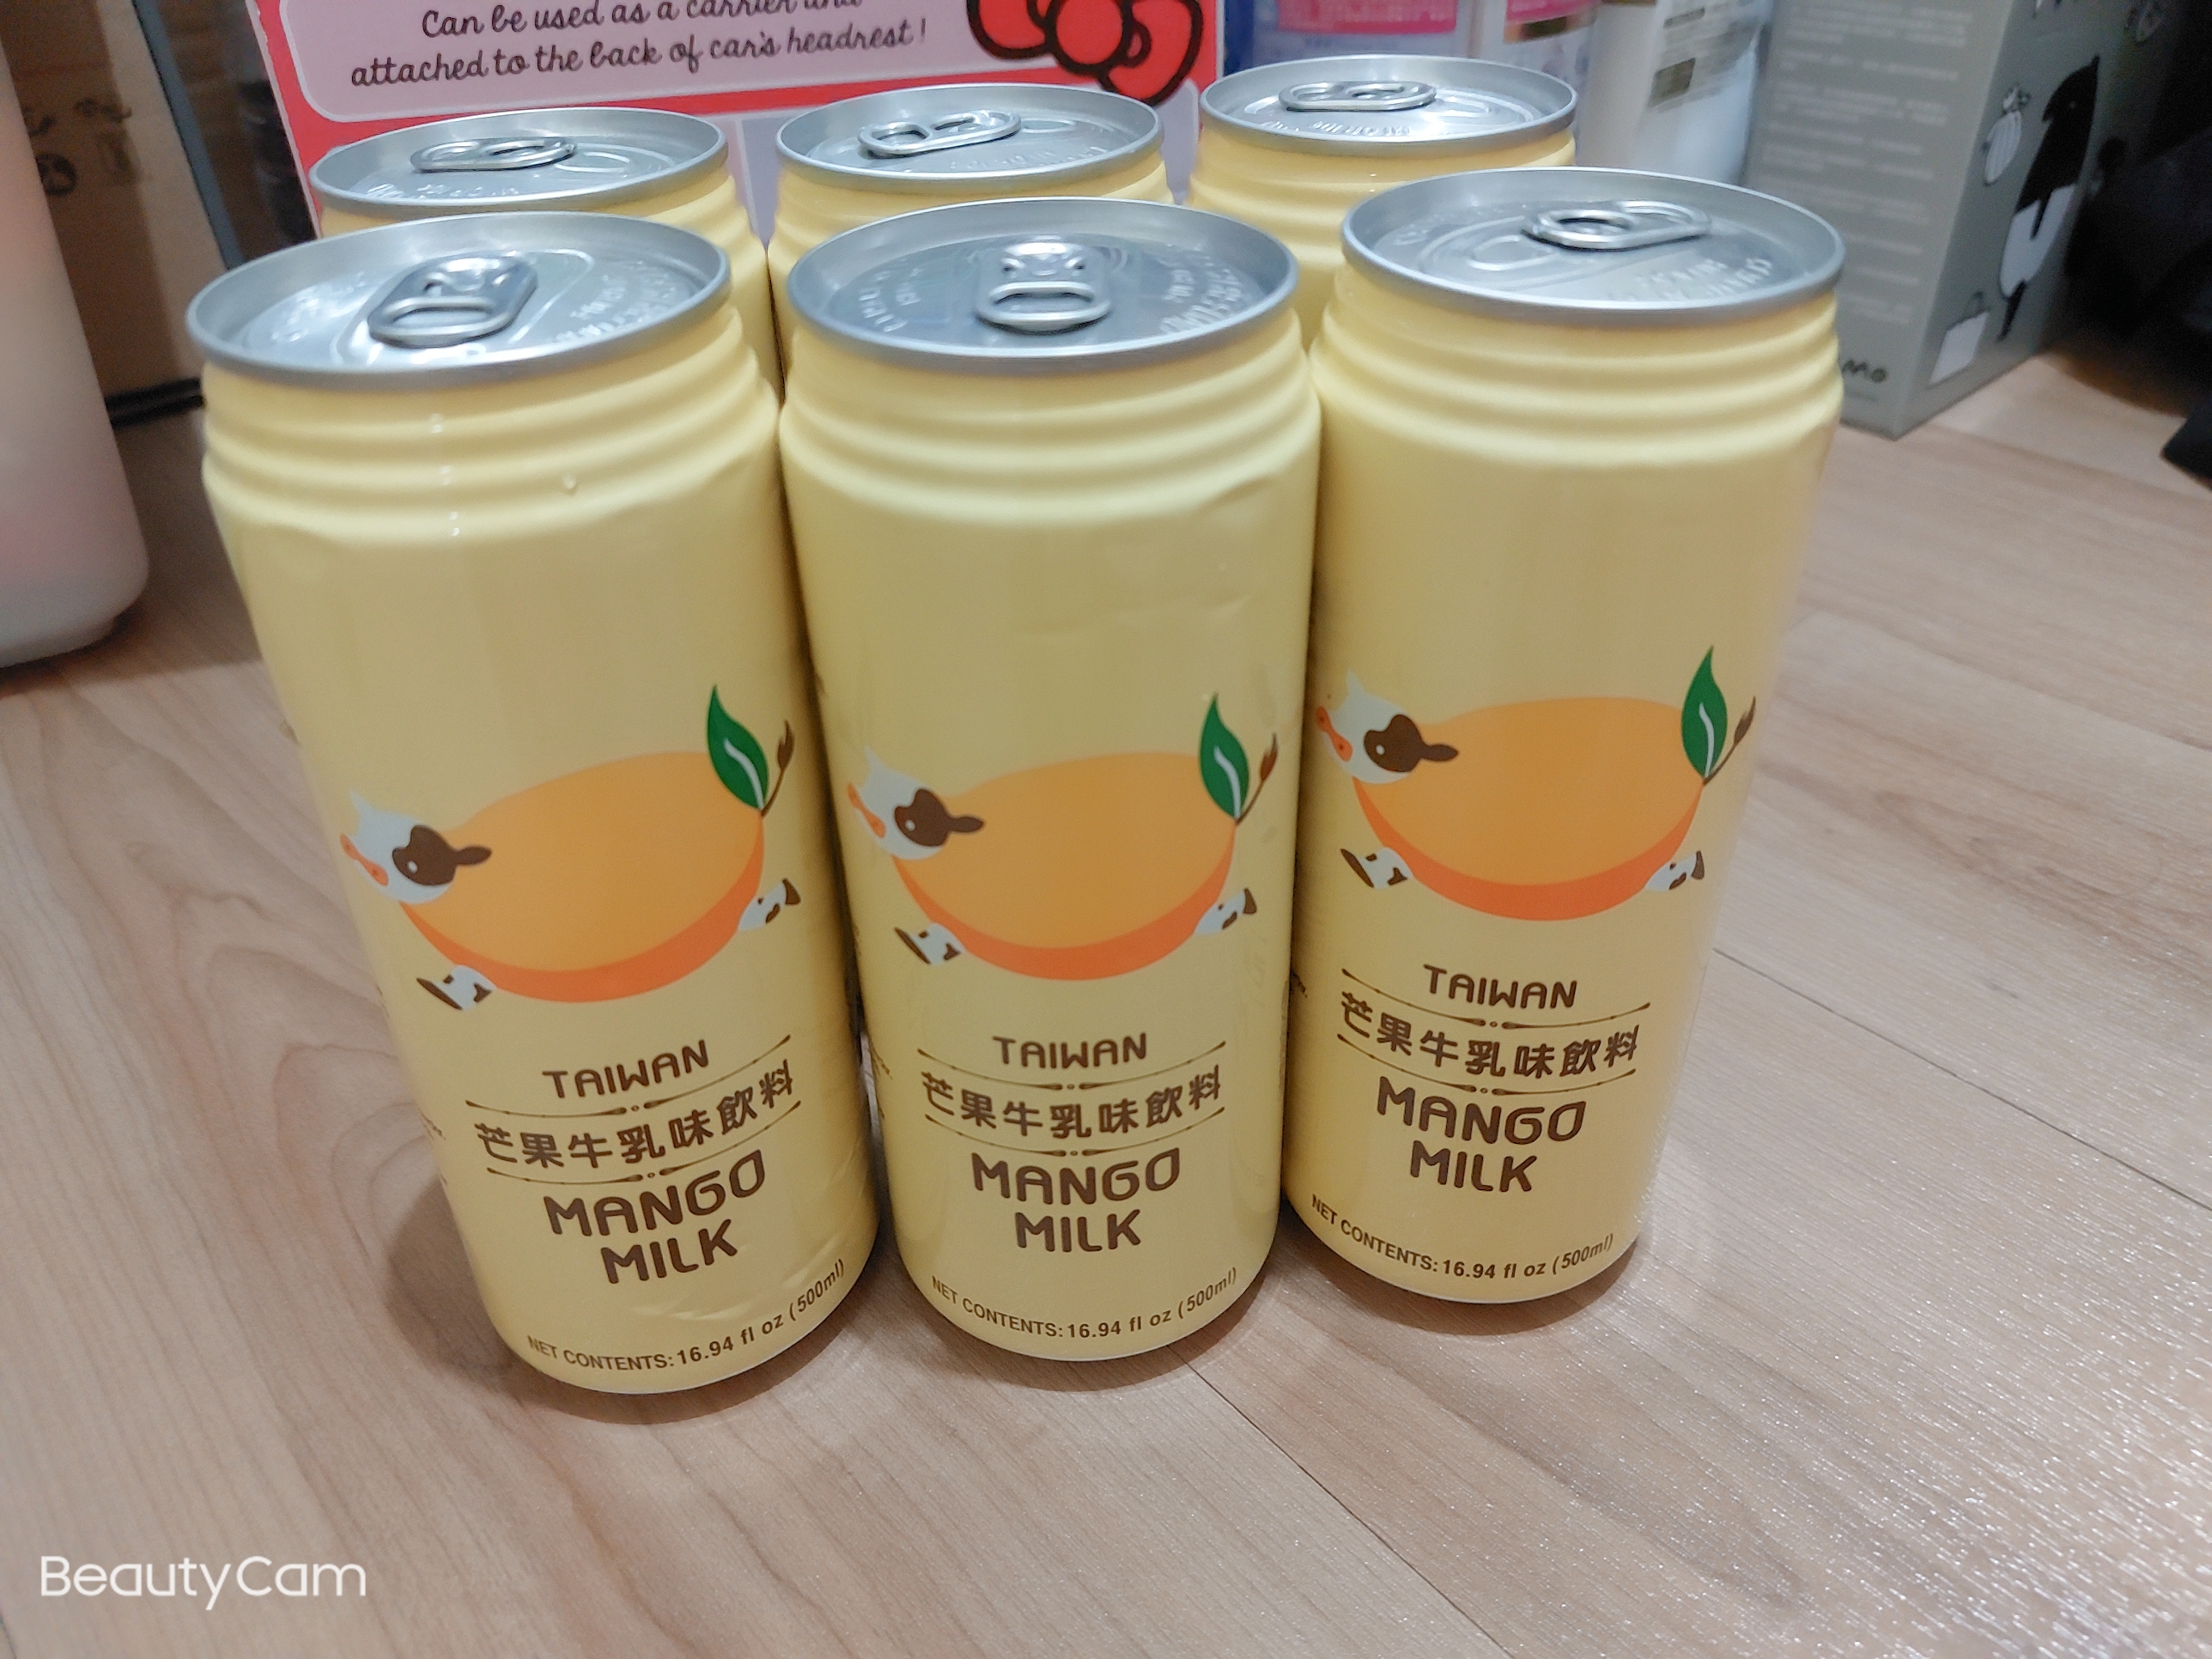 Can be used as a carrier and
attached to the back of car's headrest!
TAIWAN
芒果牛乳味飲料
MANGO
MILK
NET CONTENTS: 16.94 fl oz (500ml)
TAIWAN
芒果牛乳味飲料
MANGO
MILK
NET CONTENTS: 16.94 fl oz (500ml)
TAIWAN
芒果牛乳味飲料
MANGO
MILK
NET CONTENTS: 16.94 fl oz (500ml)
BeautyCam